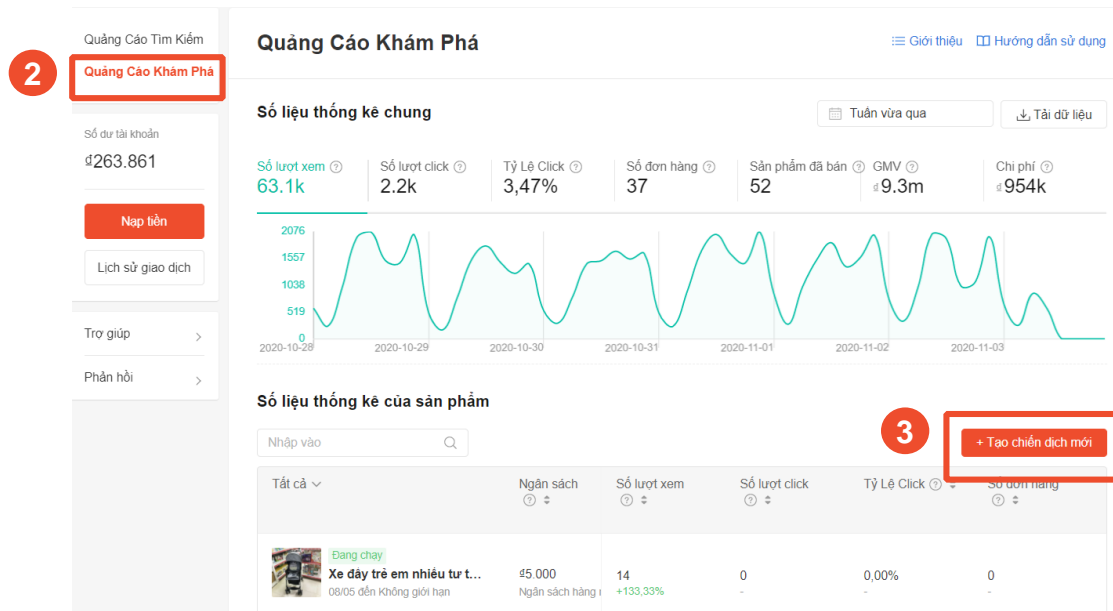 Quảng Cáo Tìm Kiếm
2
Quảng Cáo Khám Phá
Số dư tài khoản
₫263.861
Nạp tiền
Lịch sử giao dịch
Trợ giúp
Phản hồi
Quảng Cáo Khám Phá
Giới thiệu
Hướng dẫn sử dụng
Số liệu thống kê chung
Tuần vừa qua
Tải dữ liệu
Số lượt xem
63.1k
Số lượt click
2.2k
Tỷ Lệ Click
3,47%
Số đơn hàng
37
Sản phẩm đã bán
52
GMV
₫9.3m
Chi phí
₫954k
2076
1557
1038
519
0
2020-10-28
2020-10-29
2020-10-30
2020-10-31
2020-11-01
2020-11-02
2020-11-03
Số liệu thống kê của sản phẩm
Nhập vào
3
+ Tạo chiến dịch mới
Tất cả
Ngân sách
Số lượt xem
Số lượt click
Tỷ Lệ Click
Số đơn hàng
Đang chạy
Xe đẩy trẻ em nhiều tư t...
08/05 đến Không giới hạn
₫5.000
Ngân sách hàng
14
+133,33%
0
-
0,00%
-
0
-